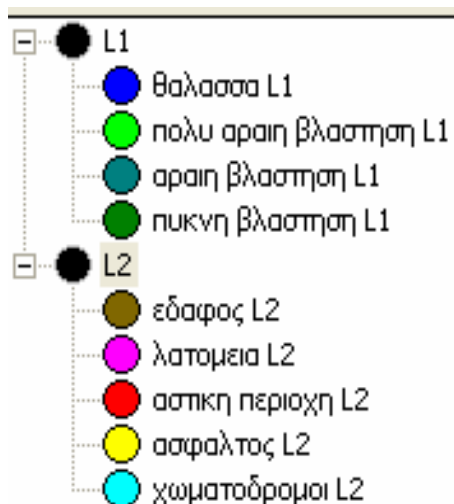 L1
θαλασσα L1
πολυ αραιη βλαστηση L1
αραιη βλαστηση L1
πυκνη βλαστηση L1
L2
εδαφος L2
λατομεια L2
αστικη περιοχη L2
ασφαλτος L2
χωματοδρομοι L2